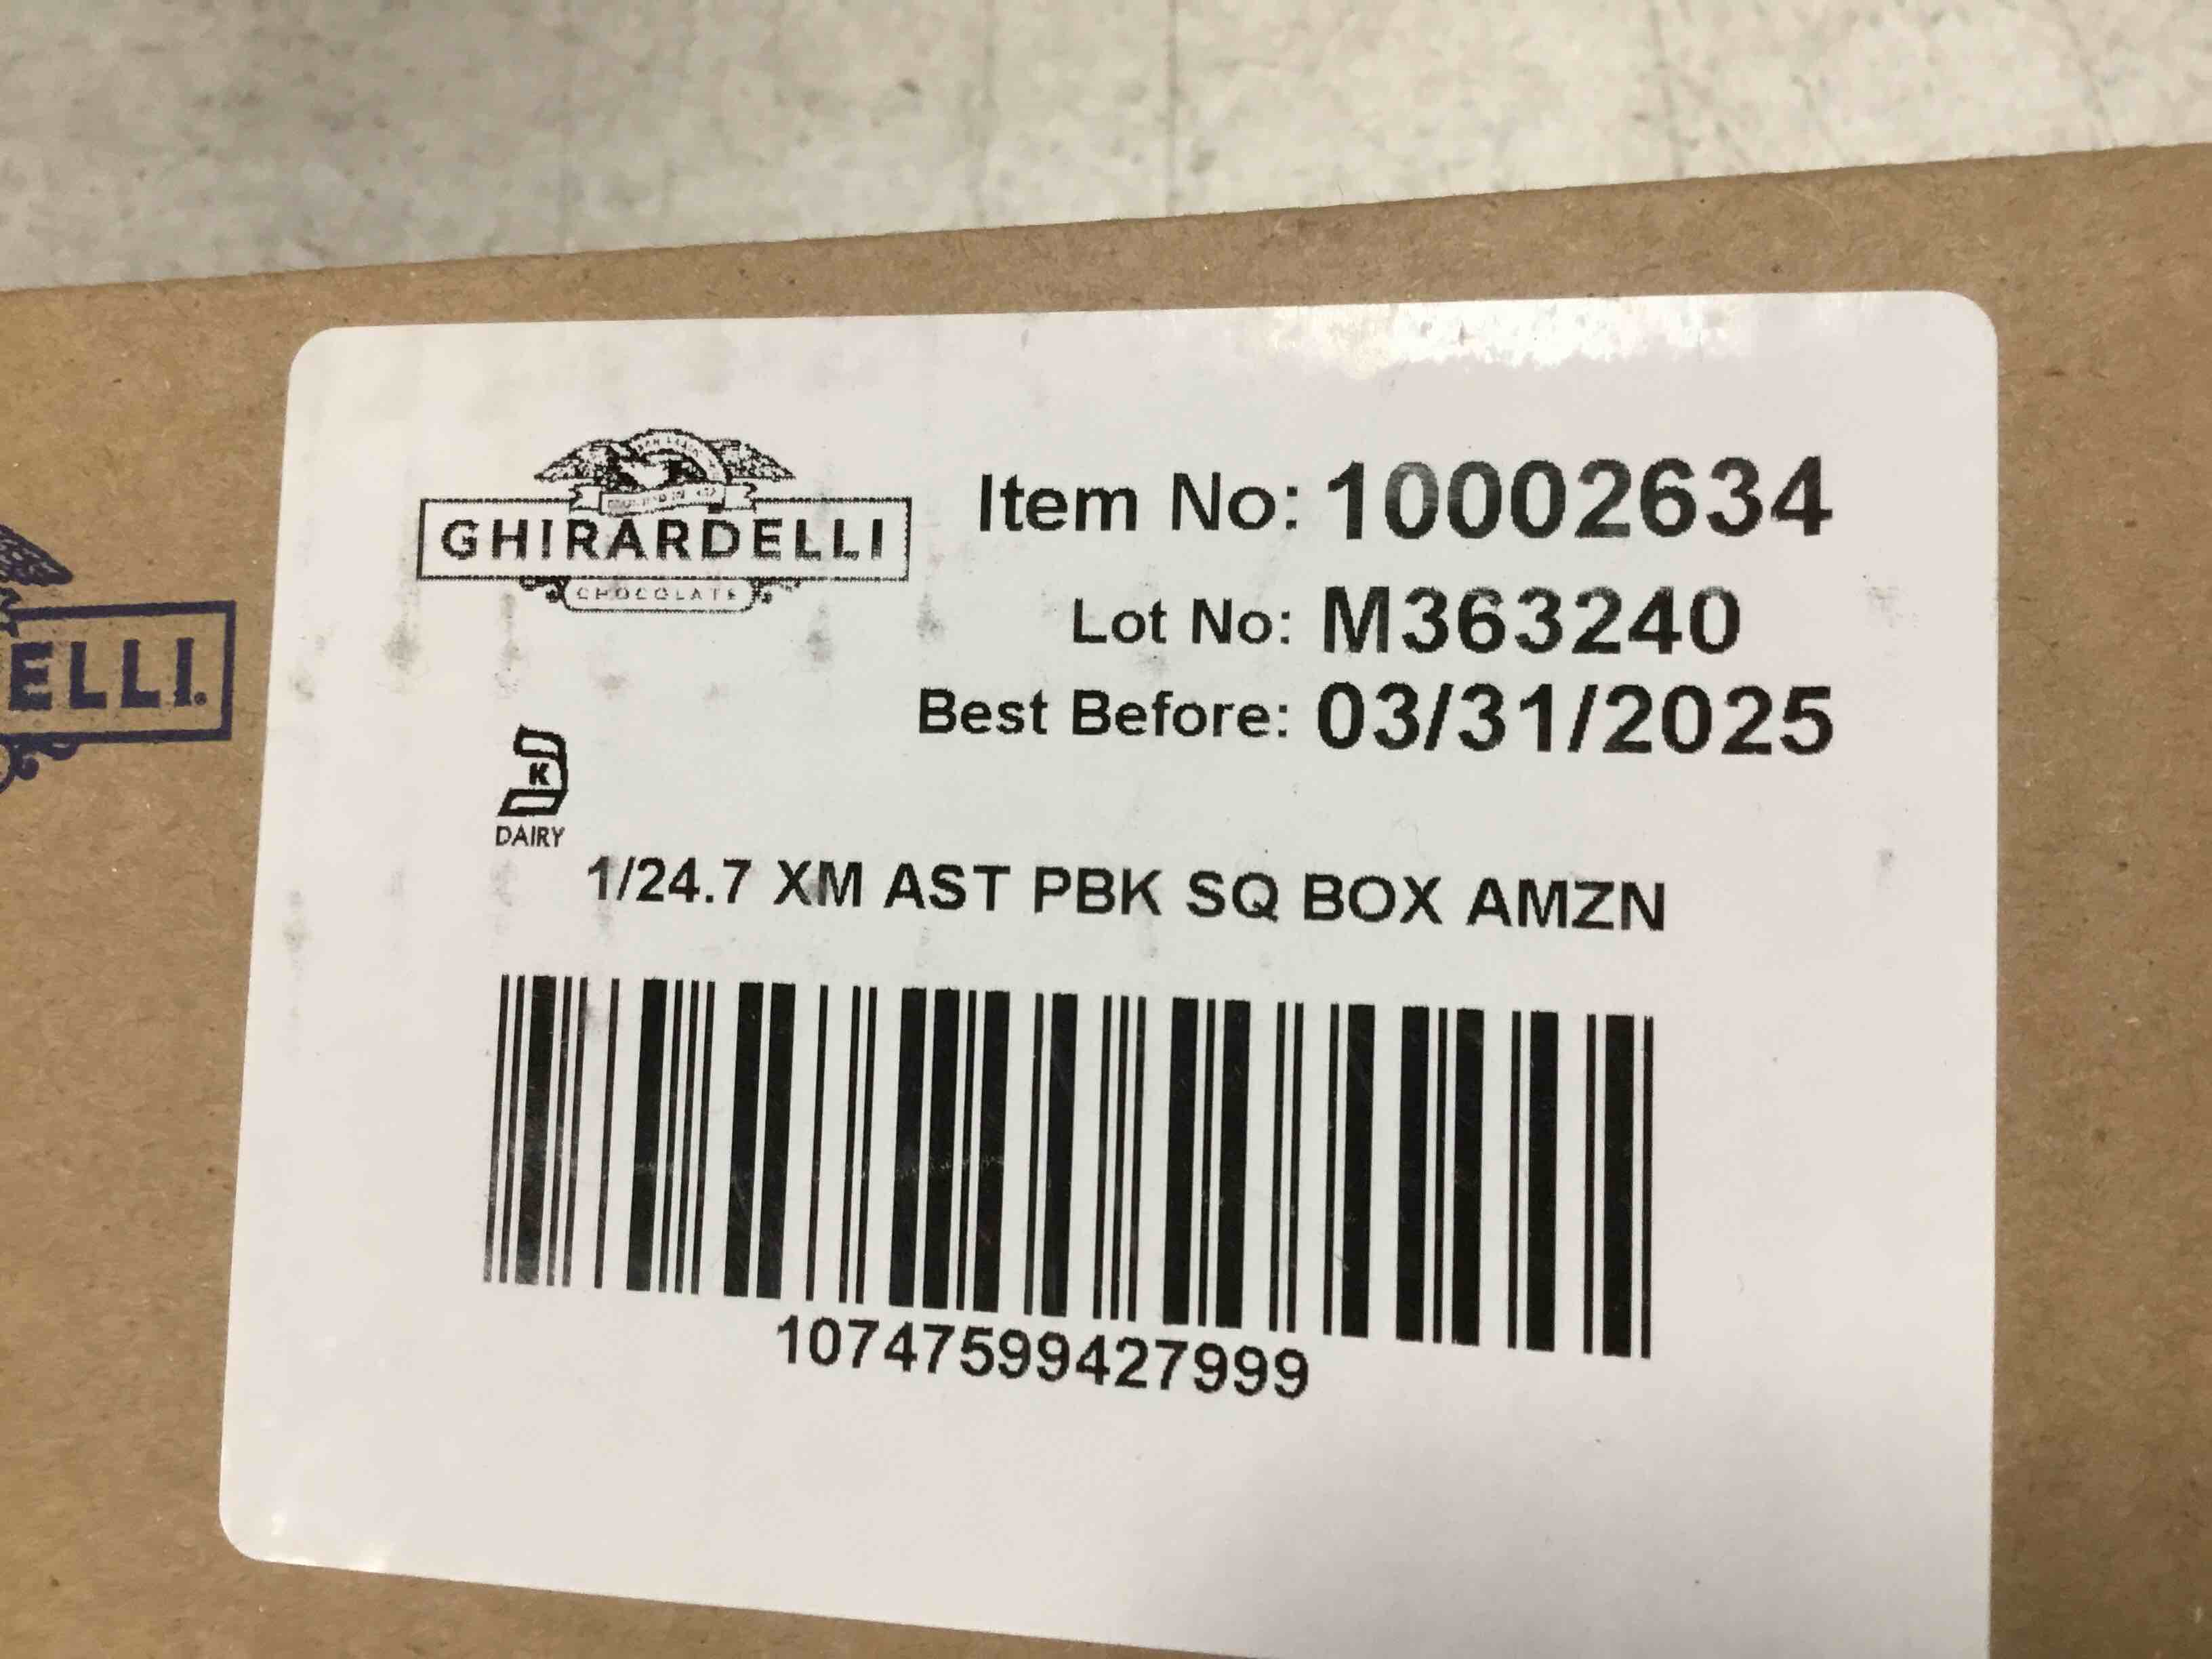 GHIRARDELLI
CHOCOLATE
Item No: 10002634
Lot No: M363240
Best Before: 03/31/2025
ELLI.
K
DAIRY
1/24.7 XM AST PBK SQ BOX AMZN
10747599427999